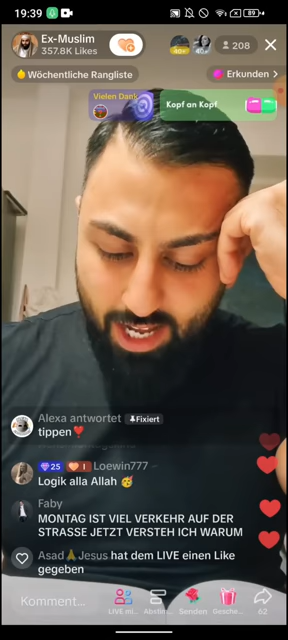 19:39
89
Ex-Muslim
357.8K Likes
40+
40
208
Wöchentliche Rangliste
Erkunden
Vielen Dank
Kopf an Kopf
Alexa antwortet Fixiert
tippen❤️
25 I Loewin777
Logik alla Allah 🥳
Faby
MONTAG IST VIEL VERKEHR AUF DER
STRASSE JETZT VERSTEH ICH WARUM
Asad🙏Jesus hat dem LIVE einen Like
gegeben
Komment...
LIVE mi...
Abstim...
Senden
Gesche...
62